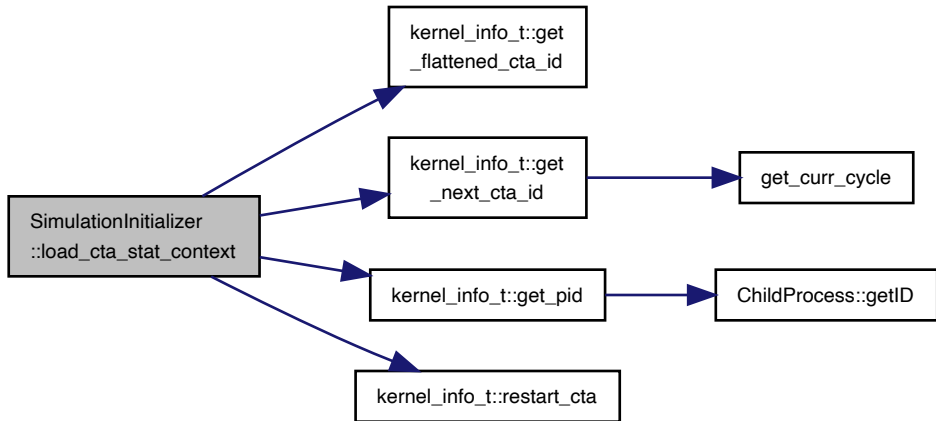 kernel_info_t::get
_flattened_cta_id
kernel_info_t::get
_next_cta_id
get_curr_cycle
SimulationInitializer
::load_cta_stat_context
kernel_info_t::get_pid
ChildProcess::getID
kernel_info_t::restart_cta